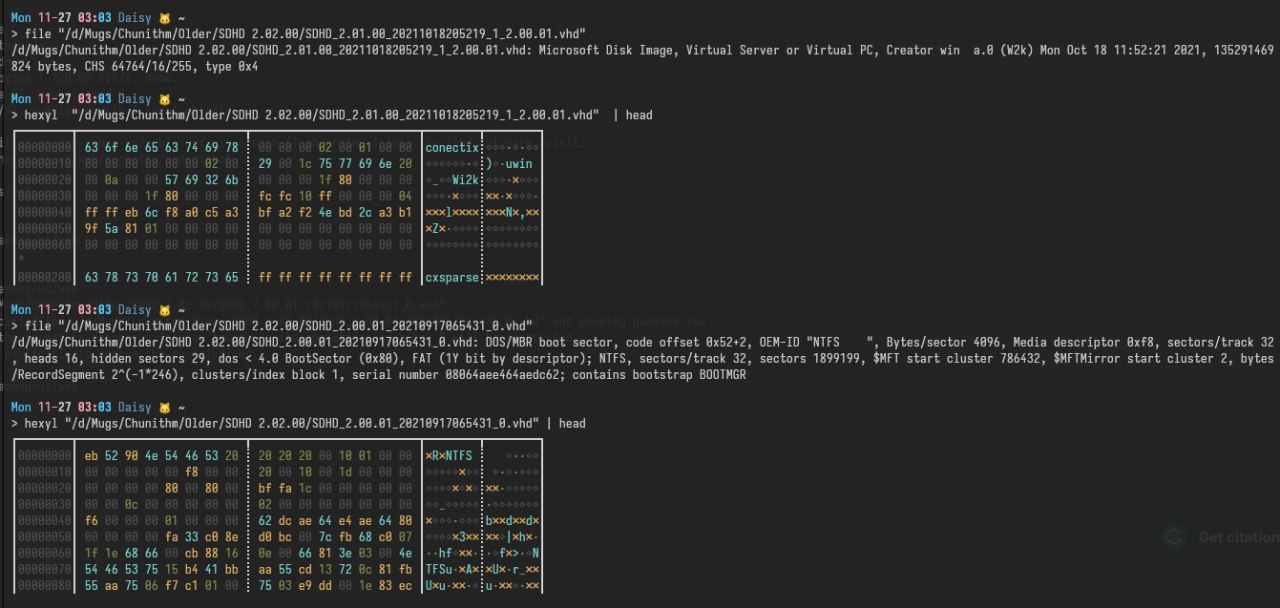 Mon 11-27 03:03 Daisy 🐱 ~
> file "/d/Mugs/Chunithm/Older/SDHD 2.02.00/SDHD_2.01.00_20211018205219_1_2.00.01.vhd"
/d/Mugs/Chunithm/Older/SDHD 2.02.00/SDHD_2.01.00_20211018205219_1_2.00.01.vhd: Microsoft Disk Image, Virtual Server or Virtual PC, Creator win  a.0 (W2k) Mon Oct 18 11:52:21 2021, 135291469
824 bytes, CHS 64764/16/255, type 0x4
Mon 11-27 03:03 Daisy 🐱 ~
> hexyl  "/d/Mugs/Chunithm/Older/SDHD 2.02.00/SDHD_2.01.00_20211018205219_1_2.00.01.vhd"  | head
00000000 63 6f 6e 65 63 74 69 78 00 00 00 02 00 01 00 00 conectix ⋄⋄⋄•⋄•⋄⋄
00000010 00 00 00 00 00 00 02 00 29 00 1c 75 77 69 6e 20 ⋄⋄⋄⋄⋄⋄•⋄ )⋄•uwin
00000020 00 0a 00 00 57 69 32 6b 00 00 00 1f 80 00 00 00 ⋄_⋄⋄Wi2k ⋄⋄⋄•×⋄⋄⋄
00000030 00 00 00 1f 80 00 00 00 fc fc 10 ff 00 00 00 04 ⋄⋄⋄•×⋄⋄⋄ ××•×⋄⋄⋄•
00000040 ff ff eb 6c f8 a0 c5 a3 bf a2 f2 4e bd 2c a3 b1 ×××l×××× ×××N×,××
00000050 9f 5a 81 01 00 00 00 00 00 00 00 00 00 00 00 00 ×Z×•⋄⋄⋄⋄ ⋄⋄⋄⋄⋄⋄⋄⋄
00000060 00 00 00 00 00 00 00 00 00 00 00 00 00 00 00 00 ⋄⋄⋄⋄⋄⋄⋄⋄ ⋄⋄⋄⋄⋄⋄⋄⋄
*
00000200 63 78 73 70 61 72 73 65 ff ff ff ff ff ff ff ff cxsparse ××××××××
Mon 11-27 03:03 Daisy 🐱 ~
> file "/d/Mugs/Chunithm/Older/SDHD 2.02.00/SDHD_2.00.01_20210917065431_0.vhd"
/d/Mugs/Chunithm/Older/SDHD 2.02.00/SDHD_2.00.01_20210917065431_0.vhd: DOS/MBR boot sector, code offset 0x52+2, OEM-ID "NTFS    ", Bytes/sector 4096, Media descriptor 0xf8, sectors/track 32
, heads 16, hidden sectors 29, dos < 4.0 BootSector (0x80), FAT (1Y bit by descriptor); NTFS, sectors/track 32, sectors 1899199, $MFT start cluster 786432, $MFTMirror start cluster 2, bytes
/RecordSegment 2^(-1*246), clusters/index block 1, serial number 08064aee464aedc62; contains bootstrap BOOTMGR
Mon 11-27 03:03 Daisy 🐱 ~
> hexyl "/d/Mugs/Chunithm/Older/SDHD 2.02.00/SDHD_2.00.01_20210917065431_0.vhd" | head
00000000 eb 52 90 4e 54 46 53 20 20 20 20 00 10 01 00 00 ×R×NTFS    ⋄••⋄⋄
00000010 00 00 00 00 00 f8 00 00 20 00 10 00 1d 00 00 00 ⋄⋄⋄⋄⋄×⋄⋄  ⋄•⋄•⋄⋄⋄
00000020 00 00 00 00 80 00 80 00 bf fa 1c 00 00 00 00 00 ⋄⋄⋄⋄×⋄×⋄ ××•⋄⋄⋄⋄⋄
00000030 00 00 0c 00 00 00 00 00 02 00 00 00 00 00 00 00 ⋄⋄_⋄⋄⋄⋄⋄ •⋄⋄⋄⋄⋄⋄⋄
00000040 f6 00 00 00 01 00 00 00 62 dc ae 64 e4 ae 64 80 ×⋄⋄⋄•⋄⋄⋄ b××d××d×
00000050 00 00 00 00 fa 33 c0 8e d0 bc 00 7c fb 68 c0 07 ⋄⋄⋄⋄×3×× ××⋄|×h×•
00000060 1f 1e 68 66 00 cb 88 16 0e 00 66 81 3e 03 00 4e ••hf⋄××• •⋄f×>•⋄N
00000070 54 46 53 75 15 b4 41 bb aa 55 cd 13 72 0c 81 fb TFSu•×A× ×U×•r_××
00000080 55 aa 75 06 f7 c1 01 00 75 03 e9 dd 00 1e 83 ec U×u•××•⋄ u•××⋄•××
Get citation